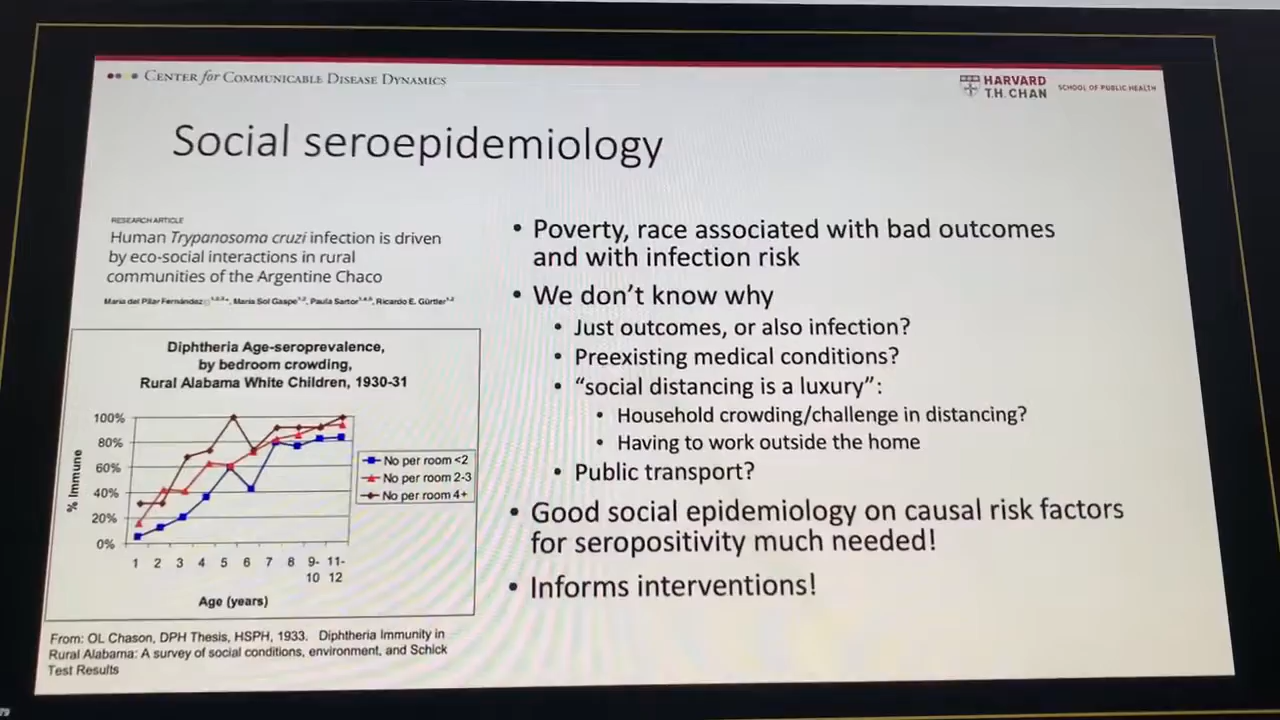 CENTER for COMMUNICABLE DISEASE DYNAMICS
HARVARD
T.H. CHAN
SCHOOL OF PUBLIC HEALTH
Social seroepidemiology
RESEARCH ARTICLE
Human Trypanosoma cruzi infection is driven
by eco-social interactions in rural
communities of the Argentine Chaco
María del Pilar Fernández, María Sol Gaspe, Paula Sartor, Ricardo E. Gürtler
Diphtheria Age-seroprevalence,
by bedroom crowding,
Rural Alabama White Children, 1930-31
% Immune
100%
80%
60%
40%
20%
0%
1 2 3 4 5 6 7 8 9- 11-
10 12
Age (years)
No per room <2
No per room 2-3
No per room 4+
From: OL Chason, DPH Thesis, HSPH, 1933. Diphtheria Immunity in
Rural Alabama: A survey of social conditions, environment, and Schick
Test Results
• Poverty, race associated with bad outcomes
and with infection risk
• We don't know why
• Just outcomes, or also infection?
• Preexisting medical conditions?
• “social distancing is a luxury”:
• Household crowding/challenge in distancing?
• Having to work outside the home
• Public transport?
• Good social epidemiology on causal risk factors
for seropositivity much needed!
• Informs interventions!